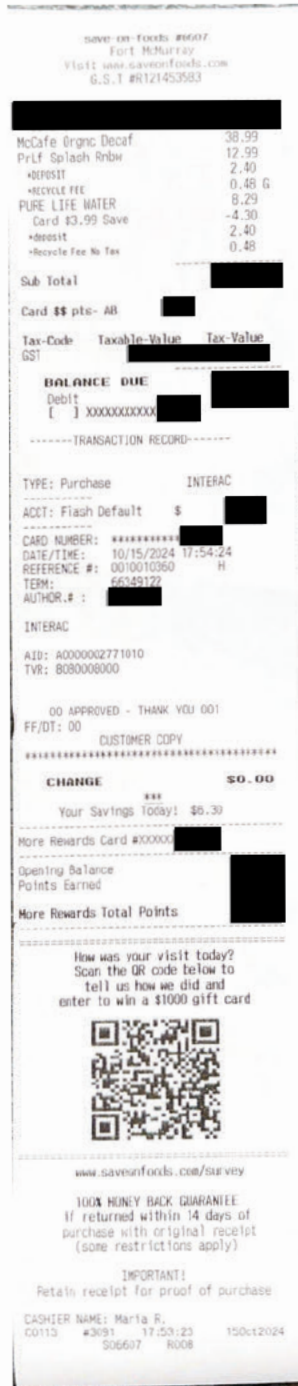 save-on-foods #6607
Fort McMurray
Visit www.saveonfoods.com
G.S.T #R121453583
McCafe Orgnc Decaf 38.99
PrLf Splash Rnbw 12.99
*DEPOSIT 2.40
*RECYCLE FEE 0.48 G
PURE LIFE WATER 8.29
Card $3.99 Save -4.30
*deposit 2.40
*Recycle Fee No Tax 0.48
Sub Total
Card $$ pts- AB
Tax-Code Taxable-Value Tax-Value
GST
BALANCE DUE
Debit
[ ] XXXXXXXXXXX
-------TRANSACTION RECORD-------
TYPE: Purchase INTERAC
ACCT: Flash Default $
CARD NUMBER: ************
DATE/TIME: 10/15/2024 17:54:24
REFERENCE #: 0010010360 H
TERM: 66349122
AUTHOR.# :
INTERAC
AID: A0000002771010
TVR: 8080008000
00 APPROVED - THANK YOU 001
FF/DT: 00
CUSTOMER COPY
CHANGE $0.00
***
Your Savings Today! $6.30
More Rewards Card #XXXXXX
Opening Balance
Points Earned
More Rewards Total Points
How was your visit today?
Scan the QR code below to
tell us how we did and
enter to win a $1000 gift card
www.saveonfoods.com/survey
100% MONEY BACK GUARANTEE
if returned within 14 days of
purchase with original receipt
(some restrictions apply)
IMPORTANT!
Retain receipt for proof of purchase
CASHIER NAME: Maria R.
C0113 #3091 17:53:23 15Oct2024
S06607 R008